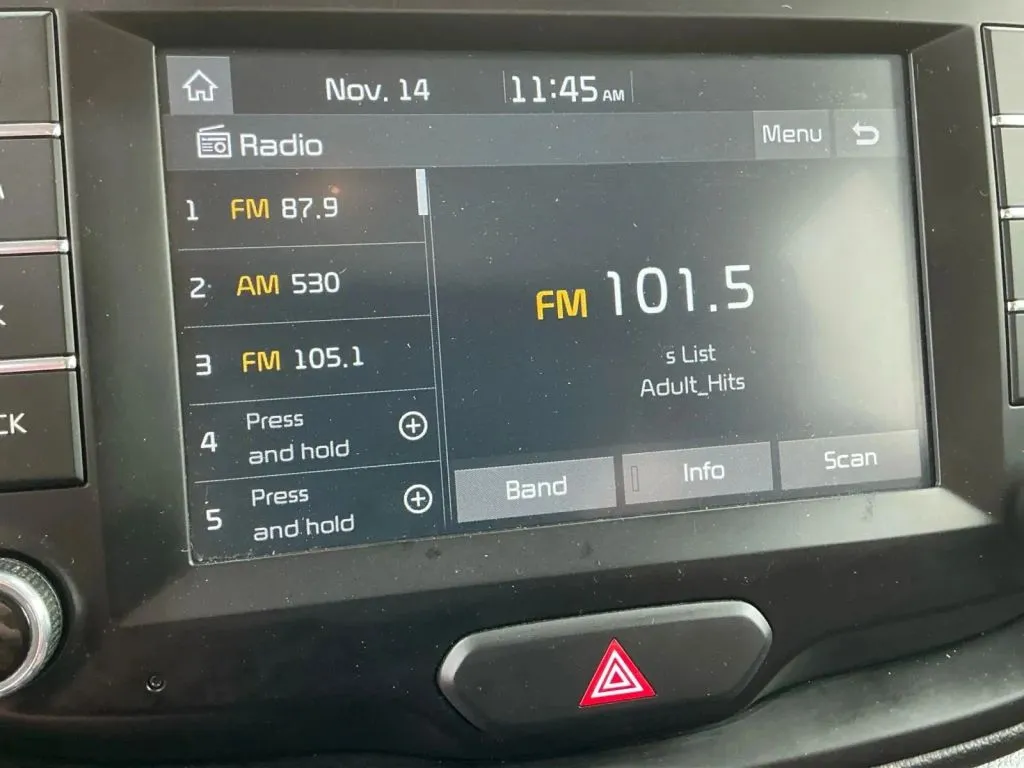 Nov. 14 11:45 AM
Radio Menu
1 FM 87.9
2 AM 530
3 FM 105.1
4 Press and hold
5 Press and hold
FM 101.5
s List
Adult_Hits
Band Info Scan
CK